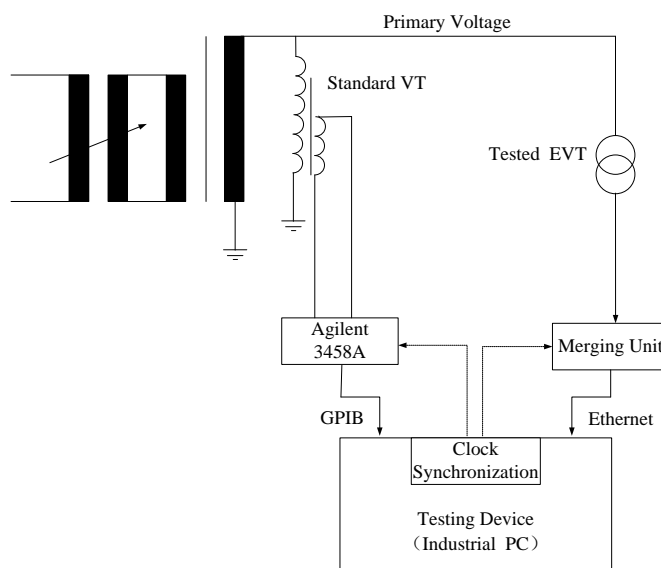 Primary Voltage
Standard VT
Tested EVT
Agilent
3458A
Merging Unit
GPIB
Ethernet
Clock
Synchronization
Testing Device
（Industrial PC）